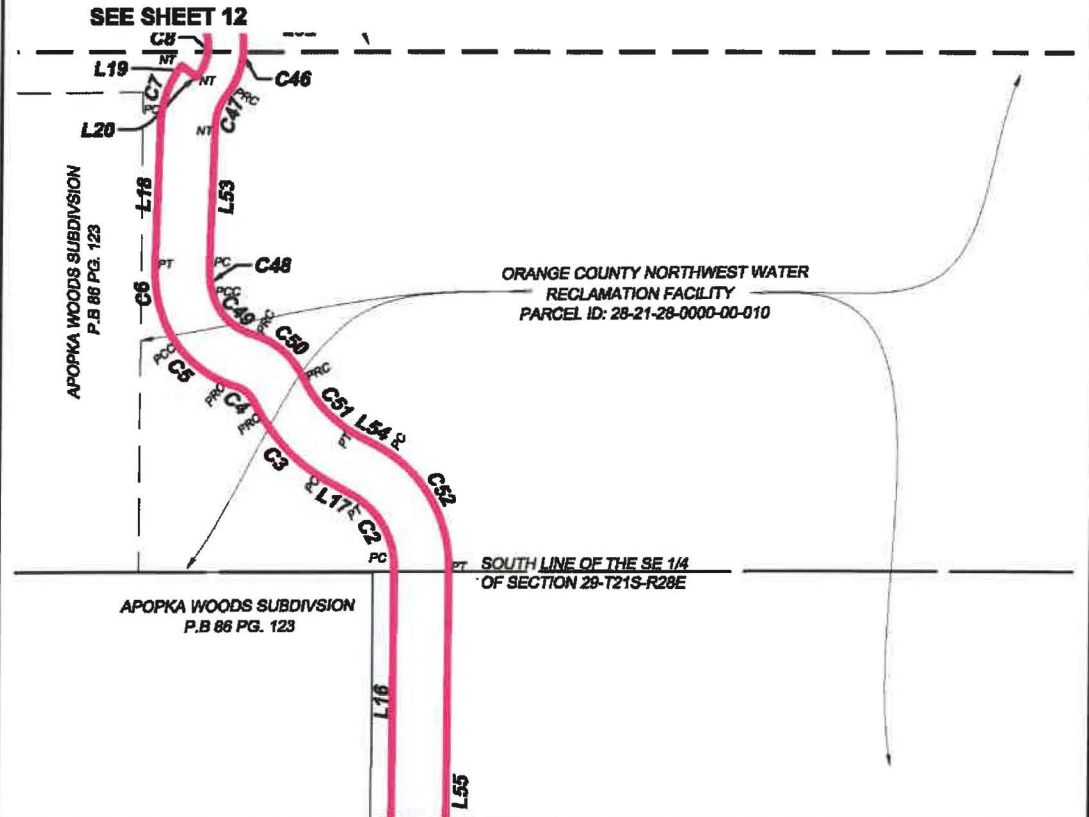 SEE SHEET 12
C8
NT
L19
NT
C46
C7
PRC
PC
C47
L20
NT
APOPKA WOODS SUBDIVSION
P.B 86 PG. 123
L18
L53
PT
PC
C48
C6
PCC
C49
PRC
C50
ORANGE COUNTY NORTHWEST WATER
RECLAMATION FACILITY
PARCEL ID: 28-21-28-0000-00-010
PCC
C5
PRC
PRC
C4
PRC
C51
L54
PC
PT
C3
C52
PC
L17
PT
C2
PC
PT
SOUTH LINE OF THE SE 1/4
OF SECTION 29-T21S-R28E
APOPKA WOODS SUBDIVSION
P.B 86 PG. 123
L16
L55